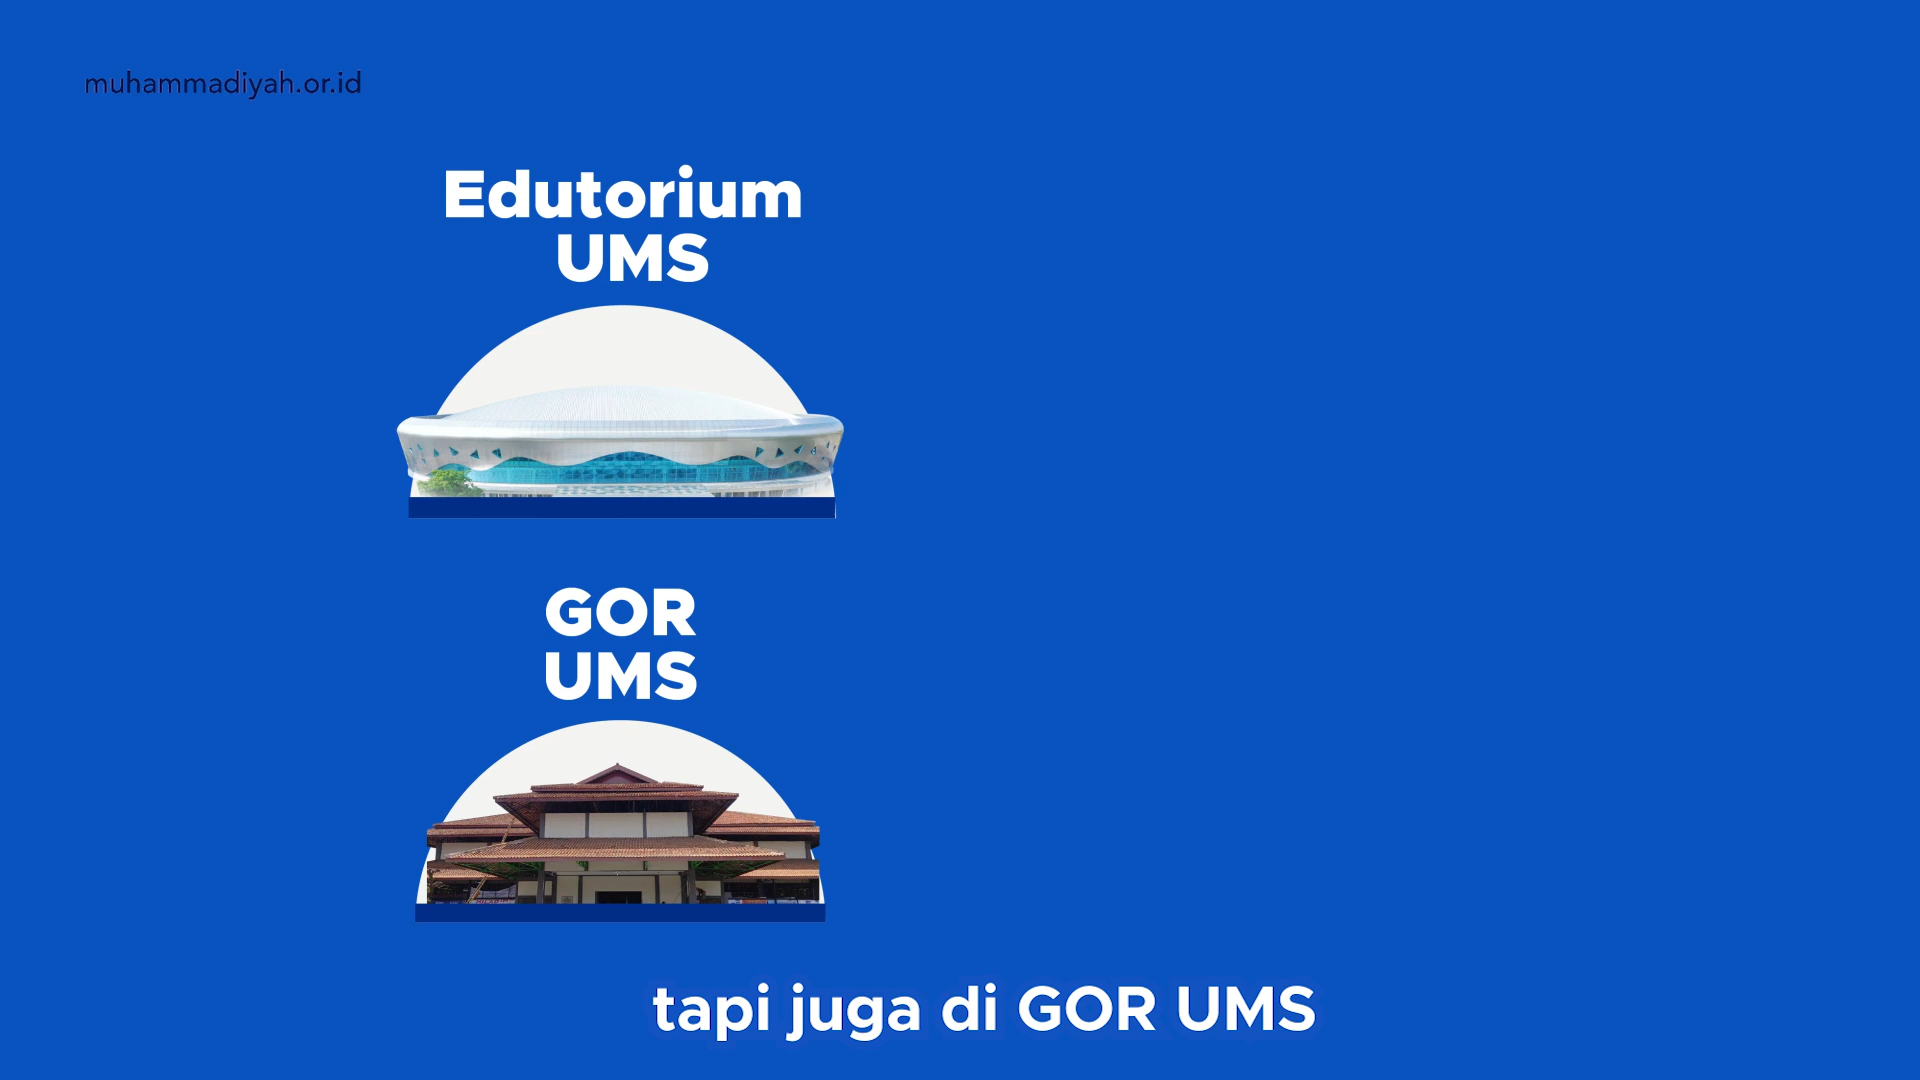 muhammadiyah.or.id
Edutorium
UMS
GOR
UMS
tapi juga di GOR UMS